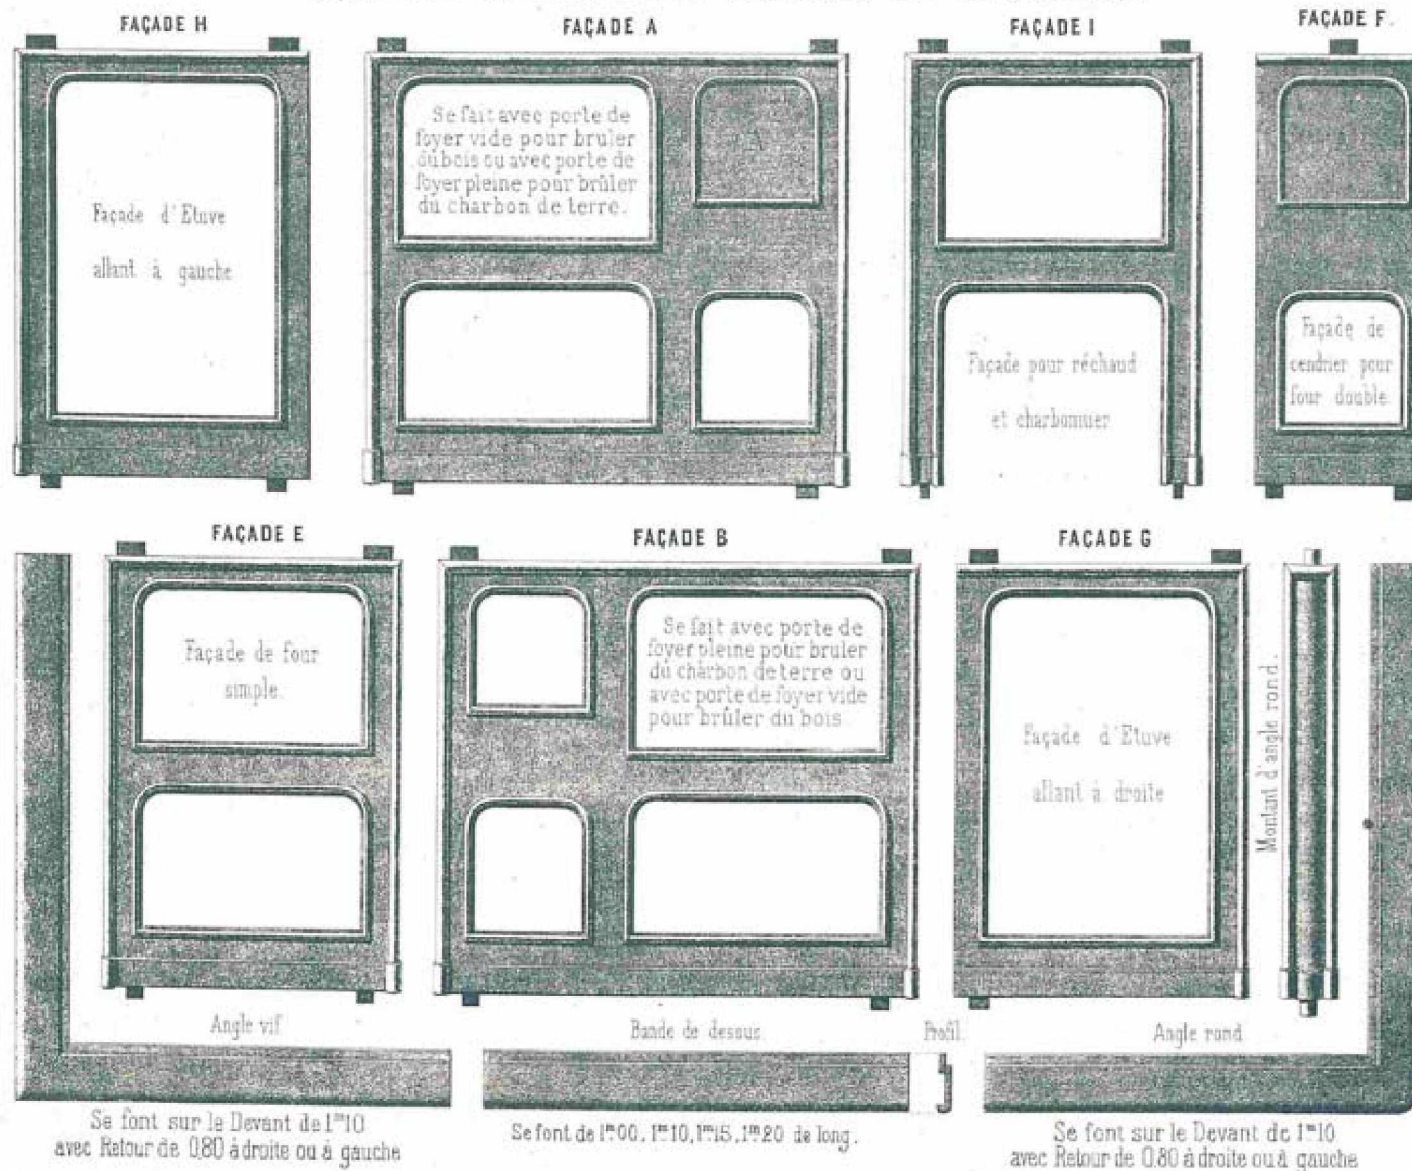 FAÇADE H
FAÇADE A
FAÇADE I
FAÇADE F.
Façade d'Etuve
allant à gauche
Se fait avec porte de
foyer vide pour bruler
du bois ou avec porte de
foyer pleine pour brûler
du charbon de terre.
A
Façade pour réchaud
et charbonnier
A
Façade de
cendrier pour
four double.
FAÇADE E
FAÇADE B
FAÇADE G
Façade de four
simple.
Se fait avec porte de
foyer pleine pour bruler
du charbon de terre ou
avec porte de foyer vide
pour brûler du bois
Façade d'Etuve
allant à droite
Montant d'angle rond.
Angle vif
Bande de dessus.
Profil.
Angle rond
Se font sur le Devant de 1m10
avec Retour de 0,80 à droite ou à gauche
Se font de 1m00, 1m10, 1m15, 1m20 de long.
Se font sur le Devant de 1m10
avec Retour de 0.80 à droite ou à gauche